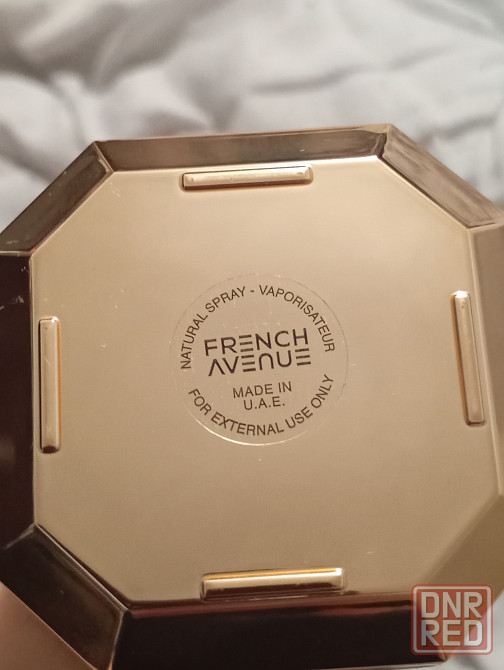 NATURAL SPRAY - VAPORISATEUR
FRENCH
AVENUE
MADE IN
U.A.E.
FOR EXTERNAL USE ONLY
DNR
RED